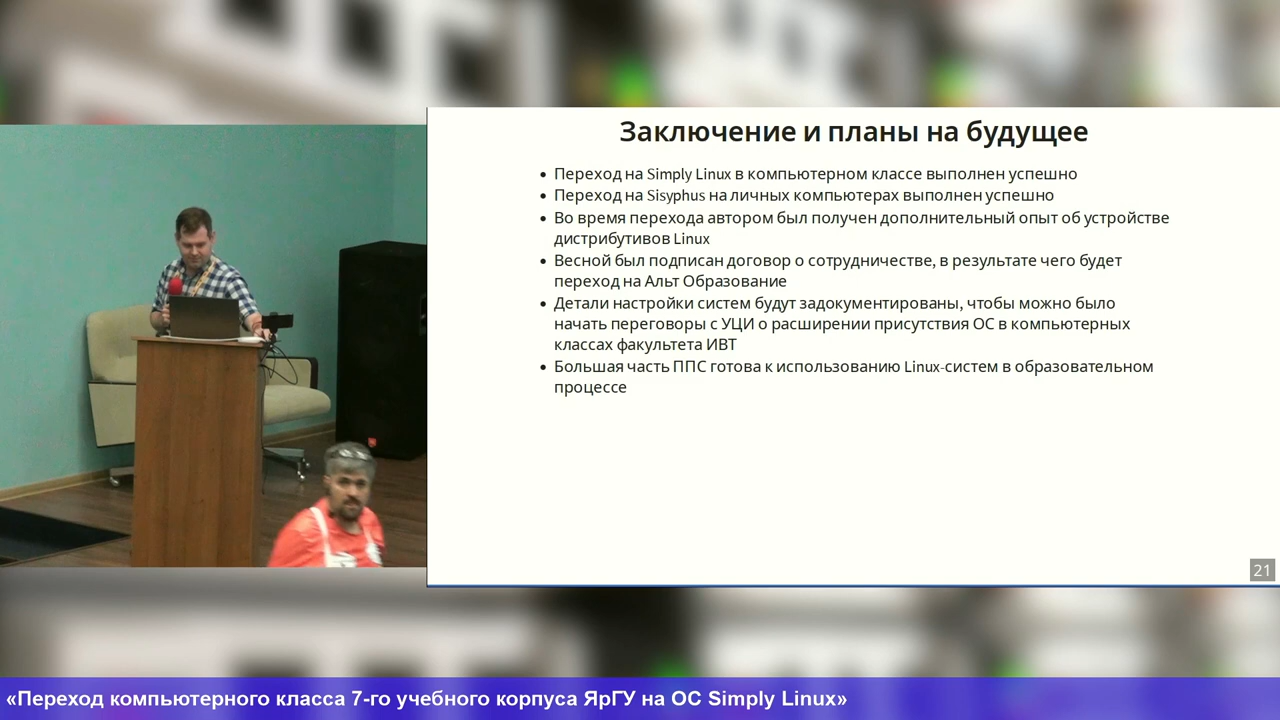 Заключение и планы на будущее
• Переход на Simply Linux в компьютерном классе выполнен успешно
• Переход на Sisyphus на личных компьютерах выполнен успешно
• Во время перехода автором был получен дополнительный опыт об устройстве
дистрибутивов Linux
• Весной был подписан договор о сотрудничестве, в результате чего будет
переход на Альт Образование
• Детали настройки систем будут задокументированы, чтобы можно было
начать переговоры с УЦИ о расширении присутствия ОС в компьютерных
классах факультета ИВТ
• Большая часть ППС готова к использованию Linux-систем в образовательном
процессе
21
«Переход компьютерного класса 7-го учебного корпуса ЯрГУ на ОС Simply Linux»